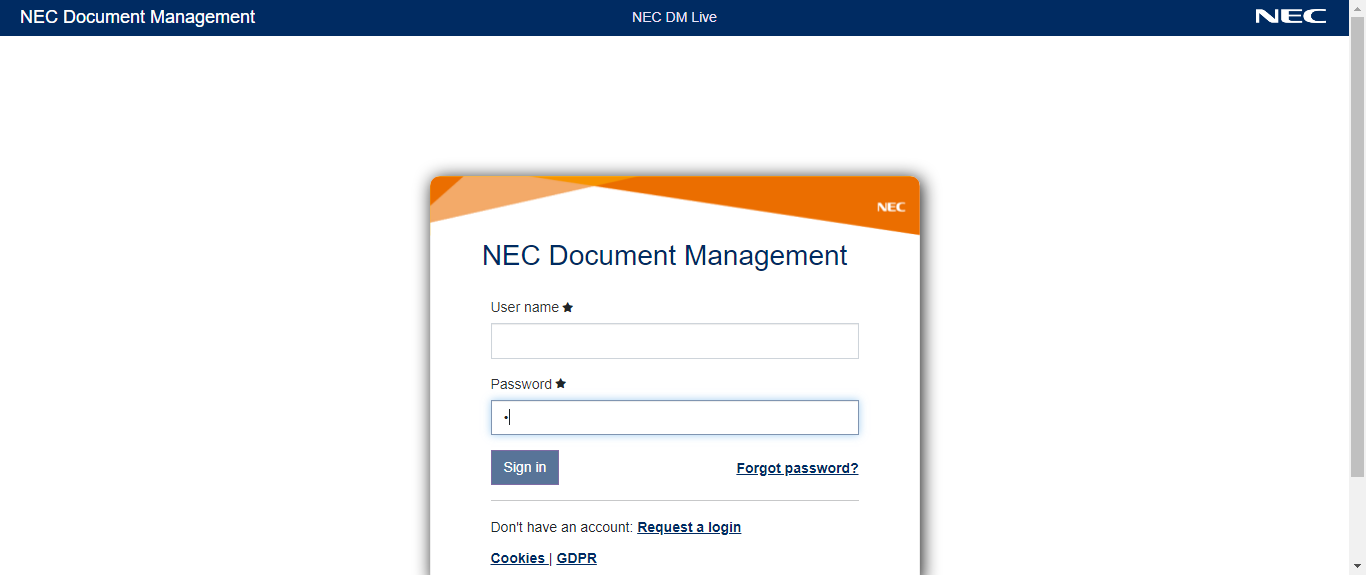 NEC Document Management
NEC DM Live
NEC
NEC
NEC Document Management
User name ★
Password ★
•
Sign in
Forgot password?
Don't have an account: Request a login
Cookies | GDPR